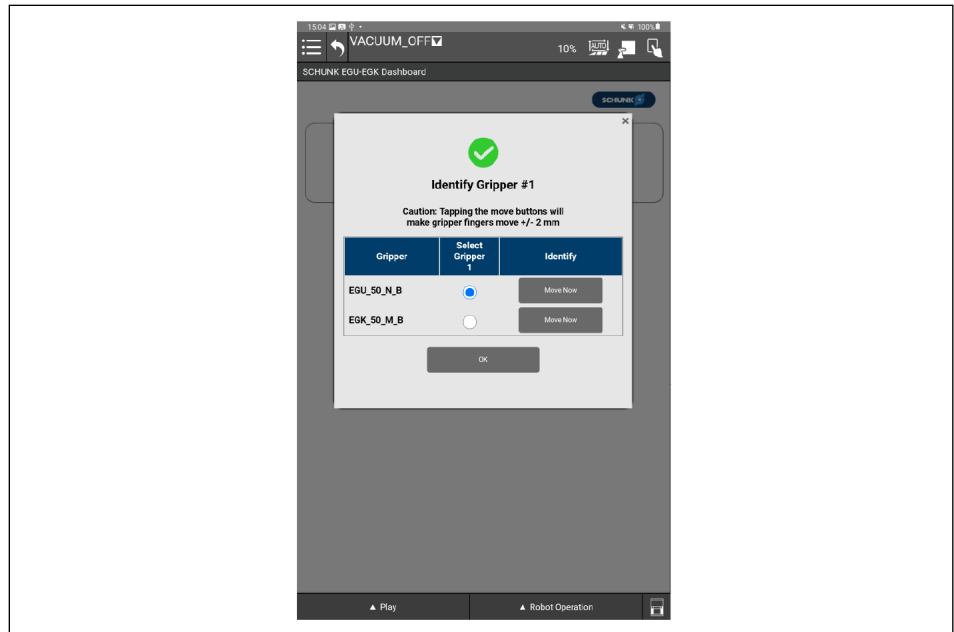 15:04
100%
VACUUM_OFF
10%
AUTO
SCHUNK EGU-EGK Dashboard
SCHUNK
×
Identify Gripper #1
Caution: Tapping the move buttons will
make gripper fingers move +/- 2 mm
Gripper
Select
Gripper
1
Identify
EGU_50_N_B
Move Now
EGK_50_M_B
Move Now
OK
▲ Play
▲ Robot Operation